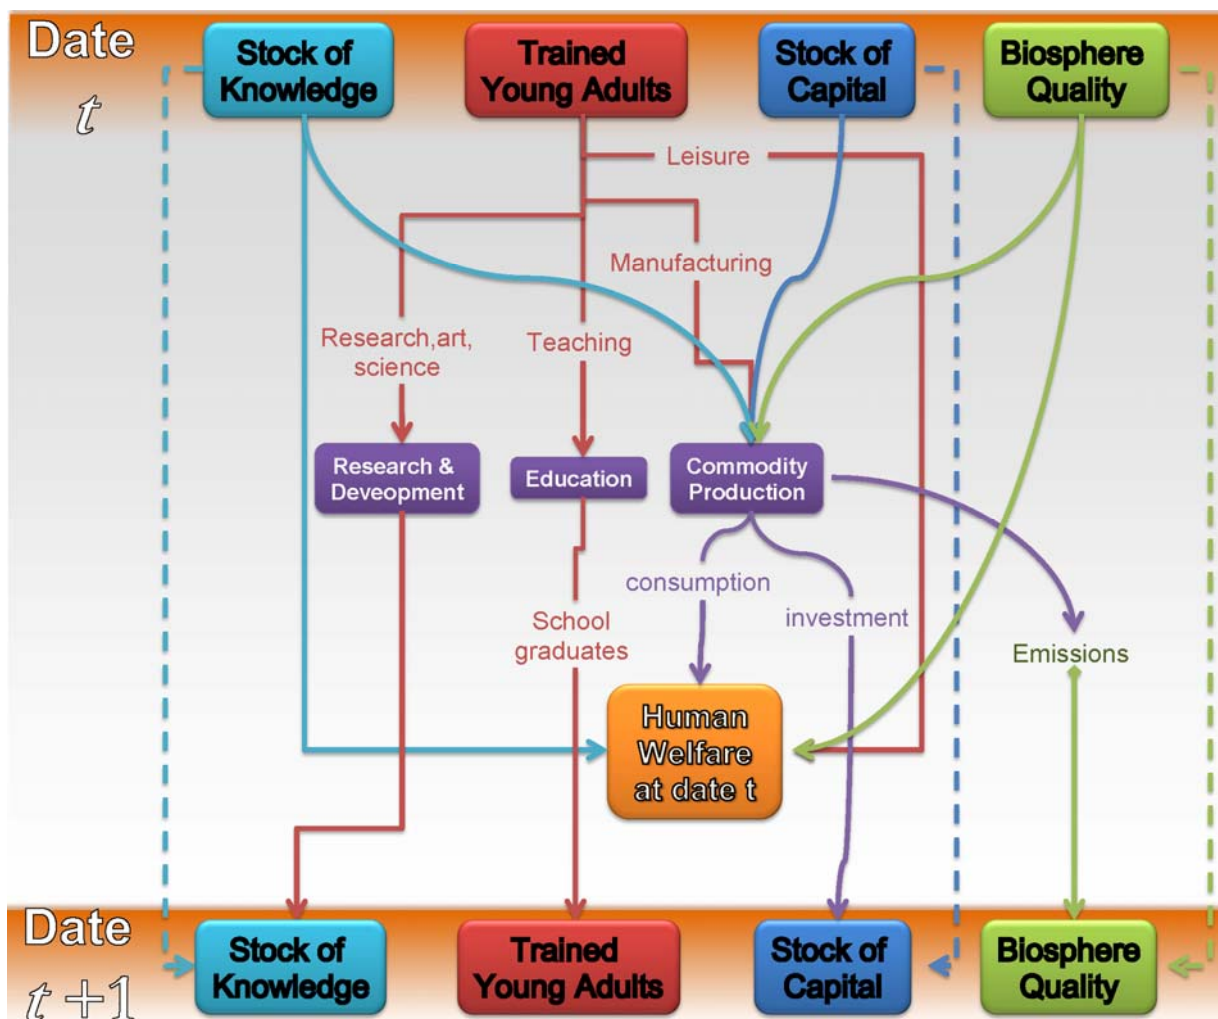 Date
t
Stock of
Knowledge
Trained
Young Adults
Stock of
Capital
Biosphere
Quality
Leisure
Manufacturing
Research,art,
science
Teaching
Research &
Deveopment
Education
Commodity
Production
consumption
investment
School
graduates
Emissions
Human
Welfare
at date t
Date
t +1
Stock of
Knowledge
Trained
Young Adults
Stock of
Capital
Biosphere
Quality